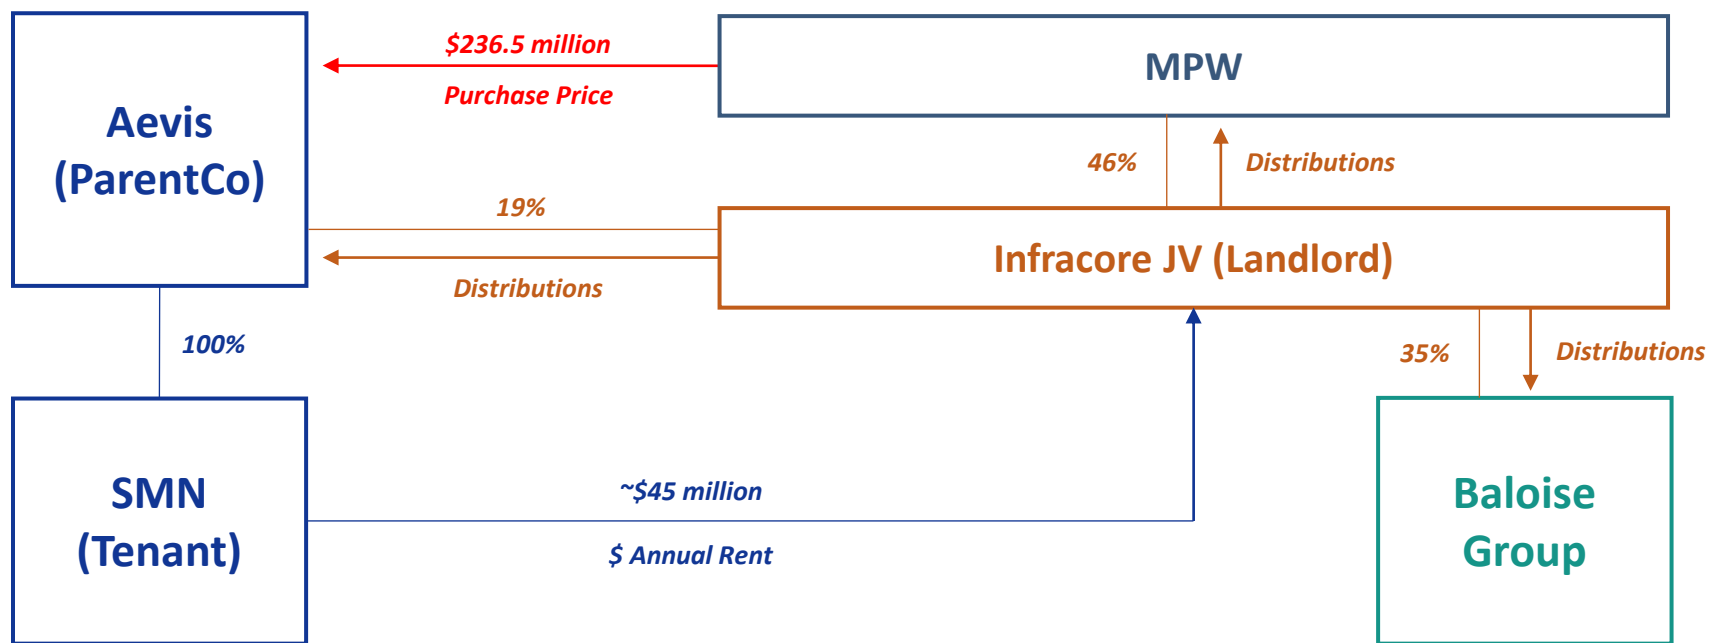 Aevis
(ParentCo)
$236.5 million
Purchase Price
MPW
46%
Distributions
19%
Distributions
Infracore JV (Landlord)
100%
35%
Distributions
SMN
(Tenant)
~$45 million
$ Annual Rent
Baloise
Group